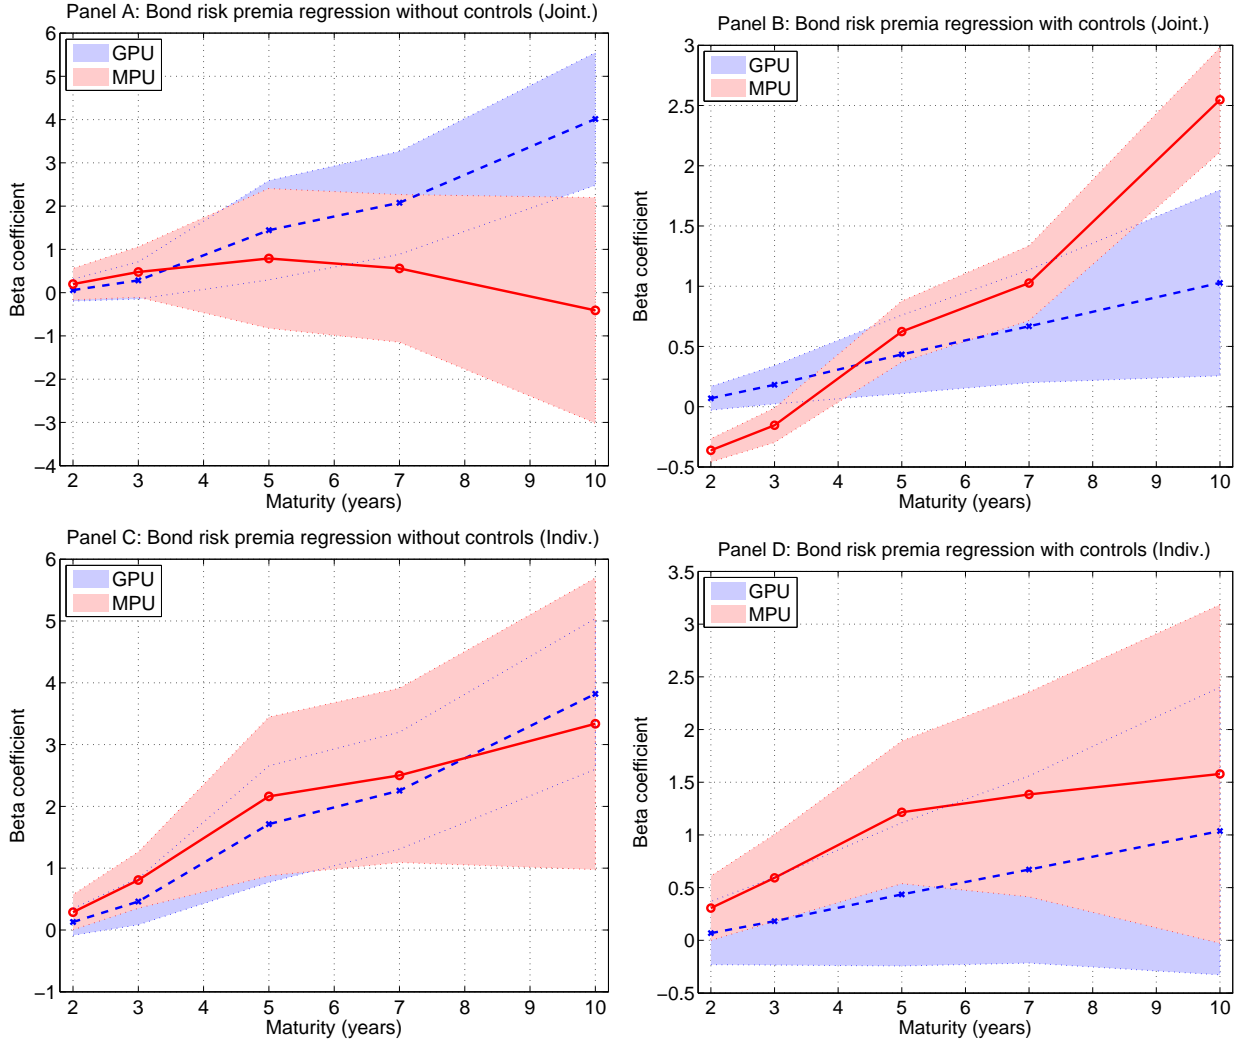 Panel A: Bond risk premia regression without controls (Joint.)
6
5
4
3
2
1
0
−1
−2
−3
−4
Beta coefficient
GPU
MPU
2 3 4 5 6 7 8 9 10
Maturity (years)
Panel B: Bond risk premia regression with controls (Joint.)
3
2.5
2
1.5
1
0.5
0
−0.5
Beta coefficient
GPU
MPU
2 3 4 5 6 7 8 9 10
Maturity (years)
Panel C: Bond risk premia regression without controls (Indiv.)
6
5
4
3
2
1
0
−1
Beta coefficient
GPU
MPU
2 3 4 5 6 7 8 9 10
Maturity (years)
Panel D: Bond risk premia regression with controls (Indiv.)
3.5
3
2.5
2
1.5
1
0.5
0
−0.5
Beta coefficient
GPU
MPU
2 3 4 5 6 7 8 9 10
Maturity (years)